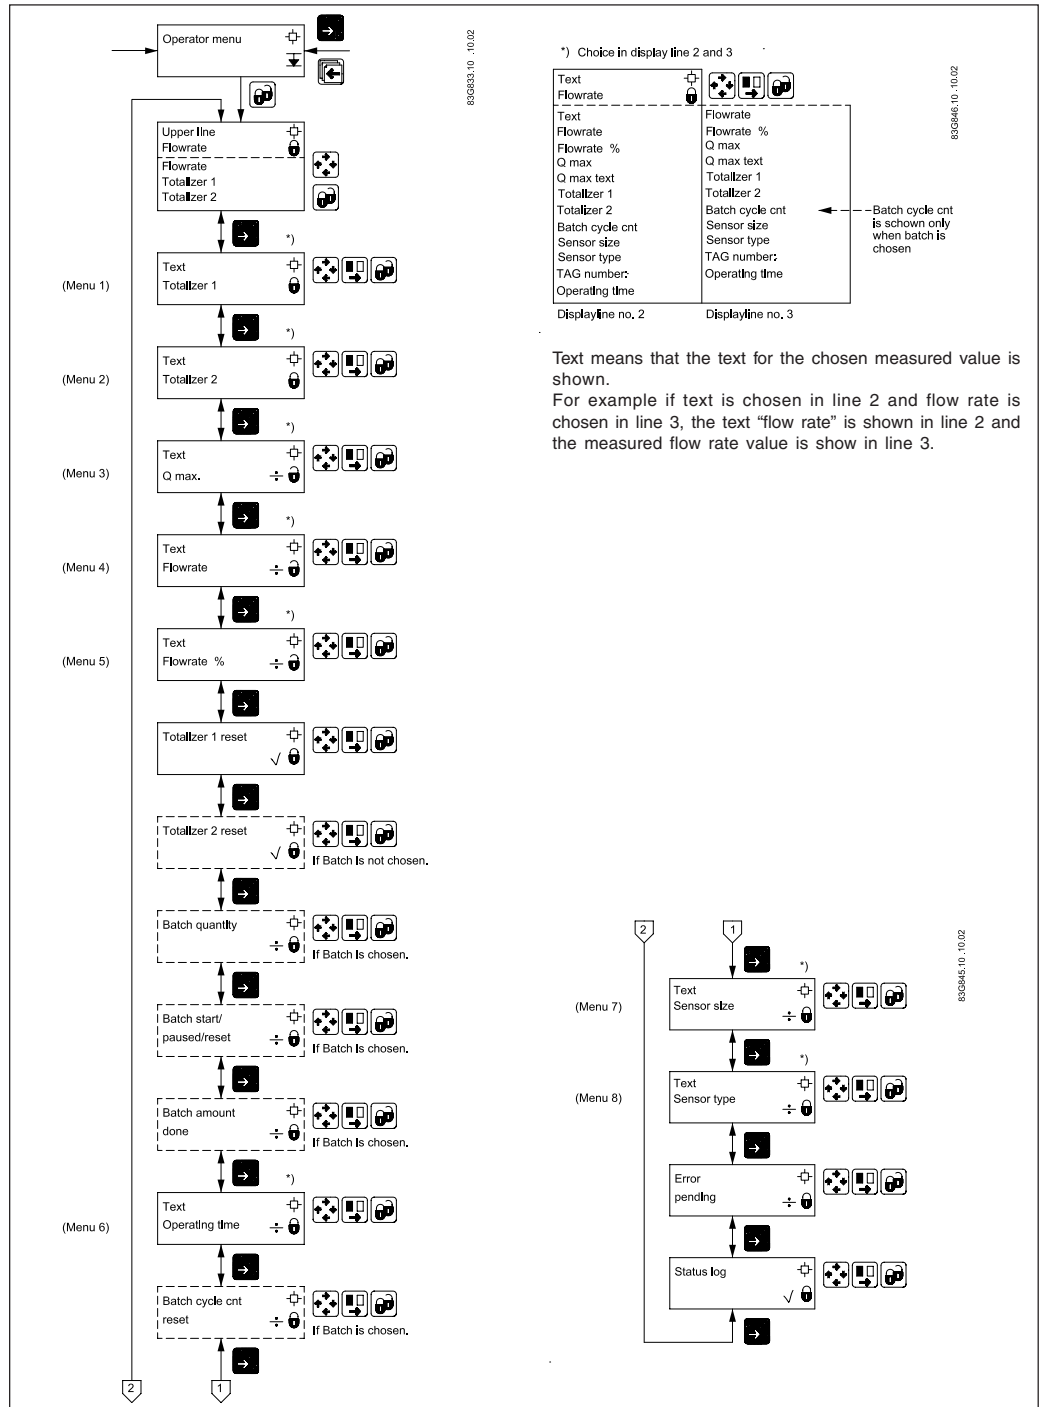 Operator menu
83G833.10 .10.02
Upper line
Flowrate
Flowrate
Totalizer 1
Totalizer 2
*)
(Menu 1)
Text
Totalizer 1
*)
(Menu 2)
Text
Totalizer 2
*)
(Menu 3)
Text
Q max.
*)
(Menu 4)
Text
Flowrate
*)
(Menu 5)
Text
Flowrate %
Totalizer 1 reset
Totalizer 2 reset
If Batch is not chosen.
Batch quantity
If Batch is chosen.
Batch start/
paused/reset
If Batch is chosen.
Batch amount
done
If Batch is chosen.
*)
(Menu 6)
Text
Operating time
Batch cycle cnt
reset
If Batch is chosen.
2
1
*) Choice in display line 2 and 3
83G846.10 .10.02
Text
Flowrate
Text
Flowrate
Flowrate %
Q max
Q max text
Totalizer 1
Totalizer 2
Batch cycle cnt
Sensor size
Sensor type
TAG number:
Operating time
Flowrate
Flowrate %
Q max
Q max text
Totalizer 1
Totalizer 2
Batch cycle cnt
Sensor size
Sensor type
TAG number:
Operating time
Batch cycle cnt
is schown only
when batch is
chosen
Displayline no. 2
Displayline no. 3
Text means that the text for the chosen measured value is
shown.
For example if text is chosen in line 2 and flow rate is
chosen in line 3, the text “flow rate” is shown in line 2 and
the measured flow rate value is show in line 3.
2
1
83G845.10 .10.02
*)
(Menu 7)
Text
Sensor size
*)
(Menu 8)
Text
Sensor type
Error
pending
Status log